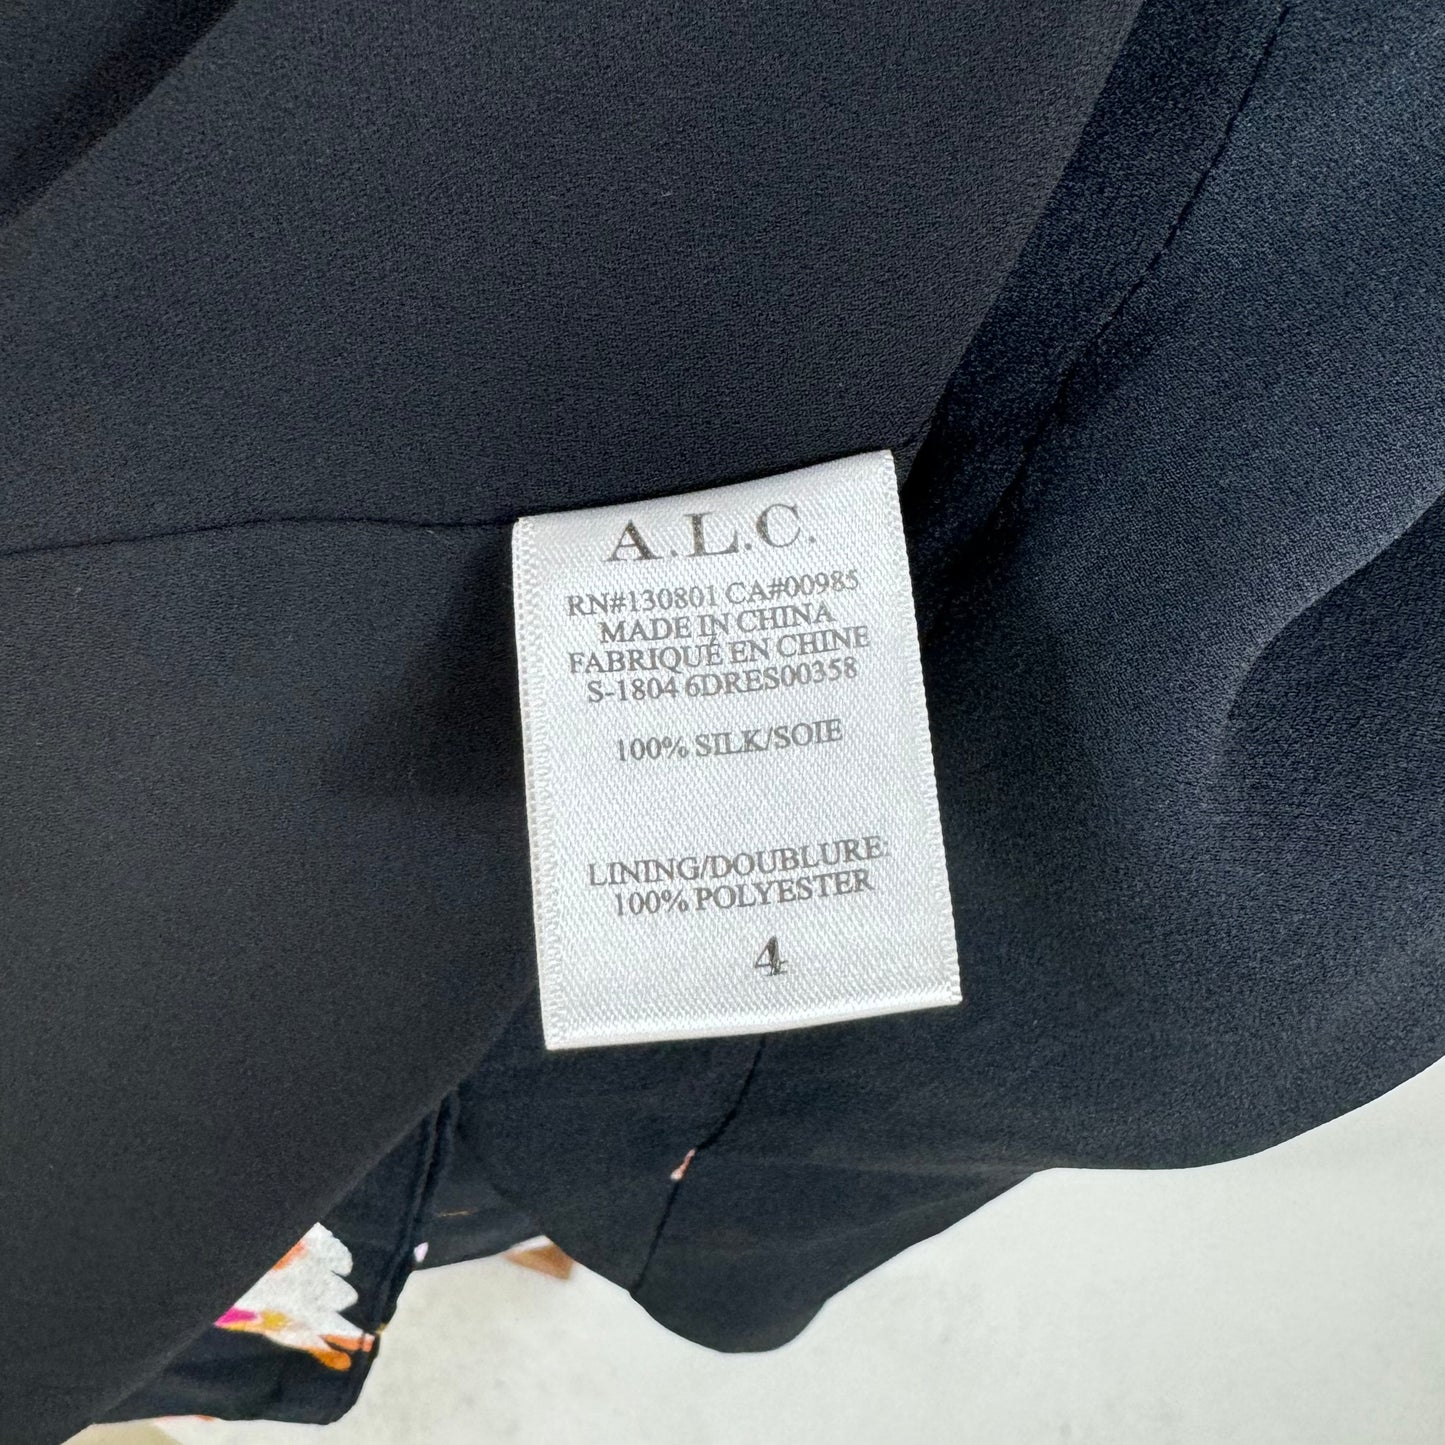 A.L.C.
RN#130801 CA#00985
MADE IN CHINA
FABRIQUÉ EN CHINE
S-1804 6DRES00358
100% SILK/SOIE
LINING/DOUBLURE:
100% POLYESTER
4